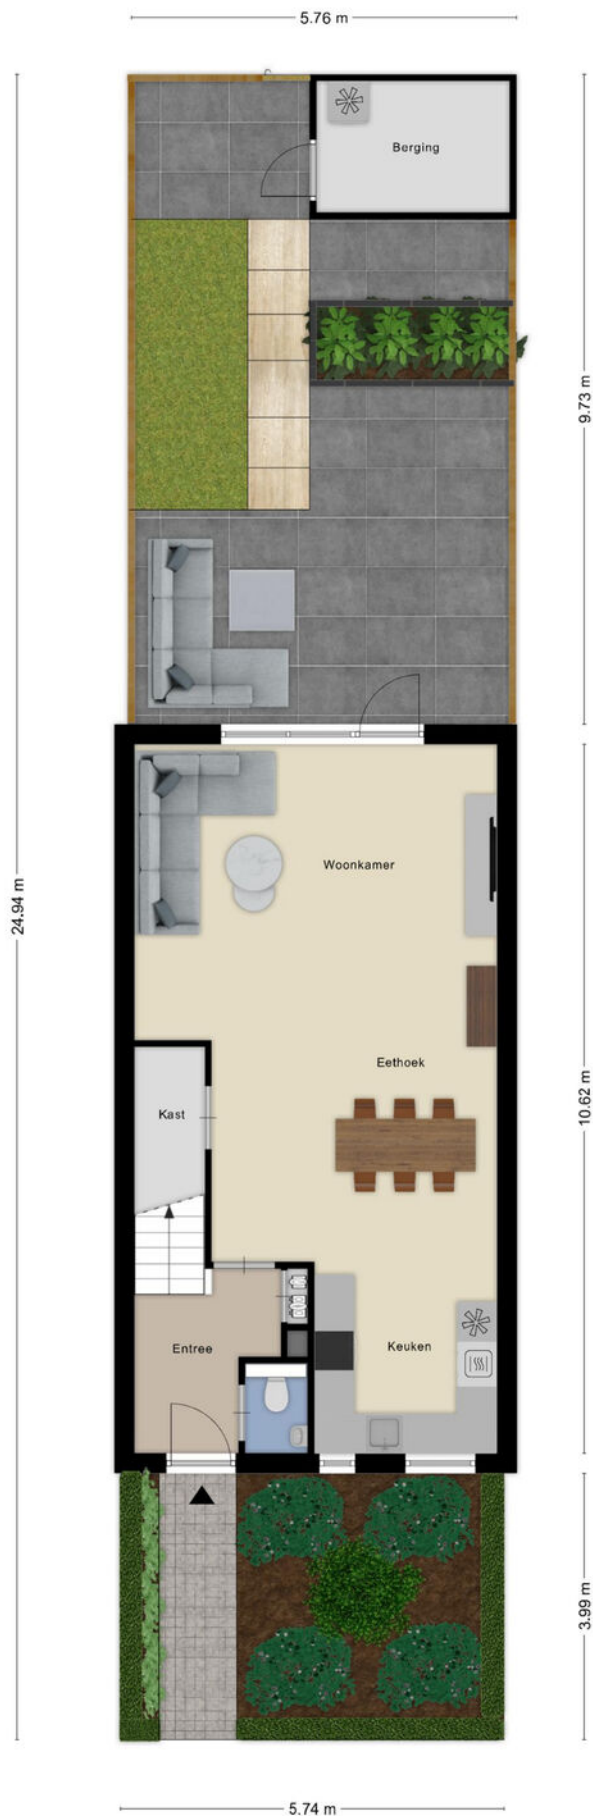 5.76 m
Berging
9.73 m
24.94 m
Woonkamer
Eethoek
10.62 m
Kast
Entree
Keuken
3.99 m
5.74 m